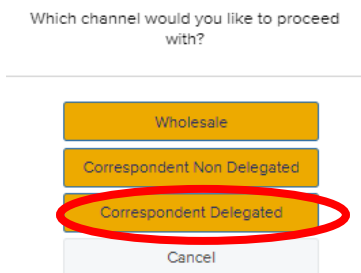 Which channel would you like to proceed
with?
Wholesale
Correspondent Non Delegated
Correspondent Delegated
Cancel